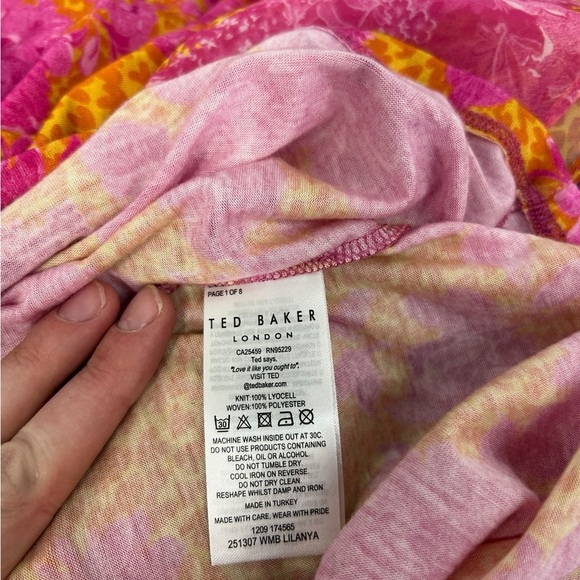 PAGE 1 OF 8
TED BAKER
LONDON
CA25459 RN95229
Ted says,
"Love it like you ought to".
VISIT TED
@tedbaker.com
KNIT:100% LYOCELL
WOVEN:100% POLYESTER
30
MACHINE WASH INSIDE OUT AT 30C.
DO NOT USE PRODUCTS CONTAINING
BLEACH, OIL OR ALCOHOL.
DO NOT TUMBLE DRY.
COOL IRON ON REVERSE.
DO NOT DRY CLEAN.
RESHAPE WHILST DAMP AND IRON
MADE IN TURKEY
MADE WITH CARE. WEAR WITH PRIDE
1209 174565
251307 WMB LILANYA